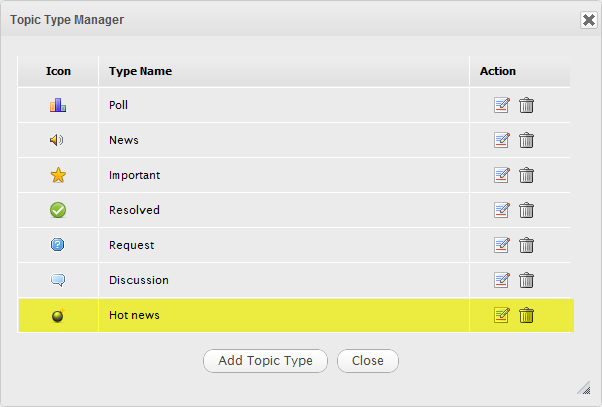 Topic Type Manager
Icon Type Name Action
Poll
News
Important
Resolved
Request
Discussion
Hot news
Add Topic Type Close